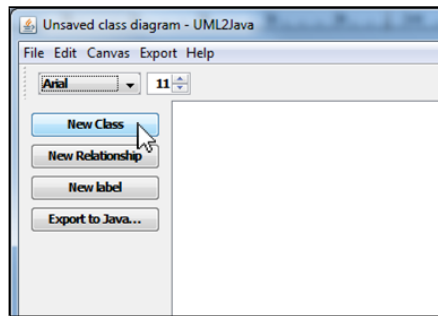 Unsaved class diagram - UML2Java
File Edit Canvas Export Help
Arial 11
New Class
New Relationship
New label
Export to Java...